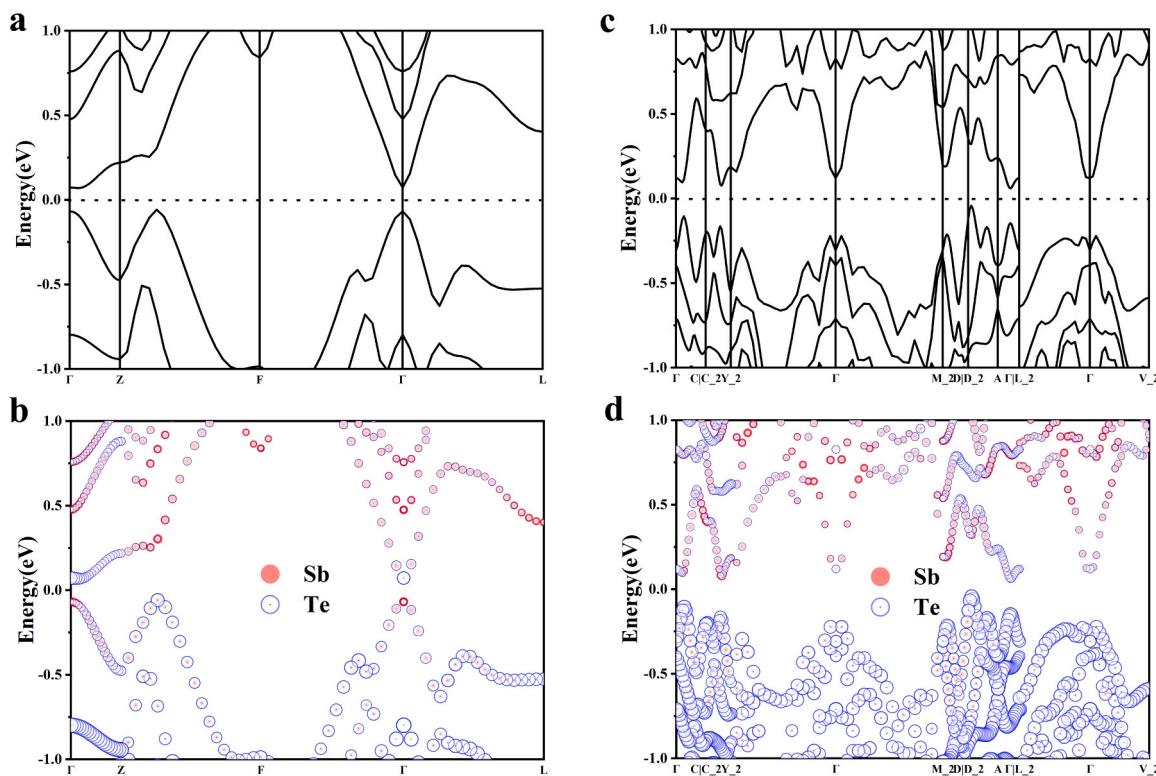 a
Energy(eV)
1.0
0.5
0.0
-0.5
-1.0
Γ Z F Γ L
c
Energy(eV)
1.0
0.5
0.0
-0.5
-1.0
Γ C|C_2Y_2 Γ M_2D|D_2 A Γ|L_2 Γ V_2
b
Energy(eV)
1.0
0.5
0.0
-0.5
-1.0
Sb
Te
Γ Z F Γ L
d
Energy(eV)
1.0
0.5
0.0
-0.5
-1.0
Sb
Te
Γ C|C_2Y_2 Γ M_2D|D_2 A Γ|L_2 Γ V_2